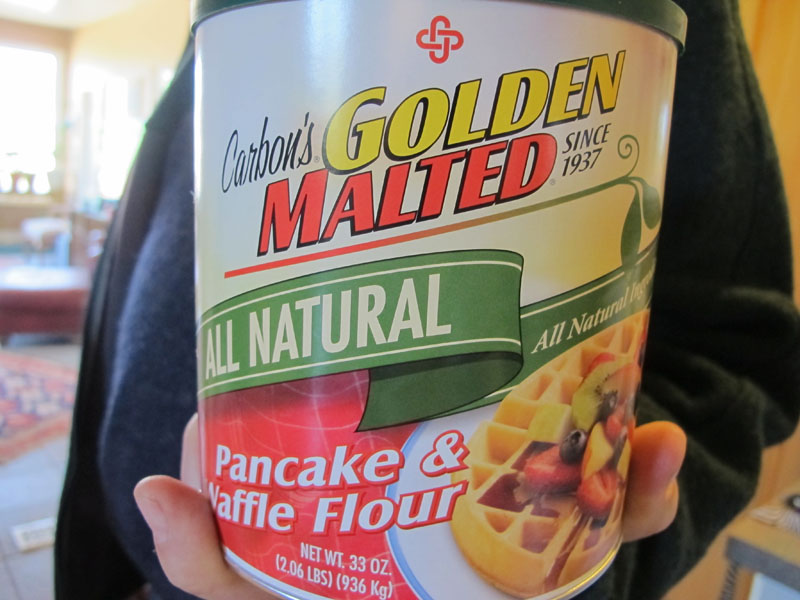 Carbon's GOLDEN
MALTED
SINCE
1937
ALL NATURAL
All Natural
Pancake &
Waffle Flour
NET WT. 33 OZ.
(2.06 LBS) (936 Kg)